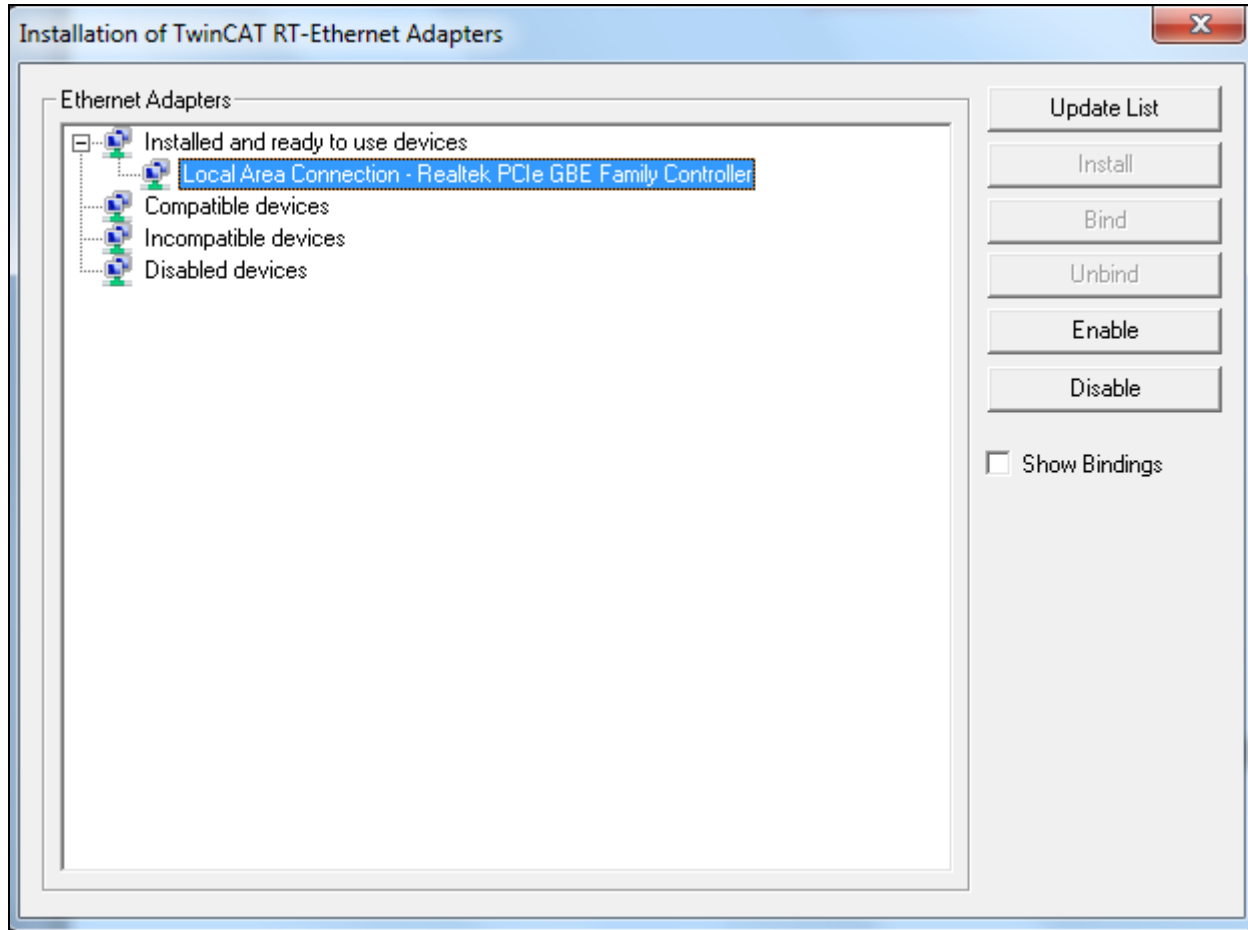 Installation of TwinCAT RT-Ethernet Adapters
Ethernet Adapters
Installed and ready to use devices
Local Area Connection - Realtek PCIe GBE Family Controller
Compatible devices
Incompatible devices
Disabled devices
Update List
Install
Bind
Unbind
Enable
Disable
Show Bindings